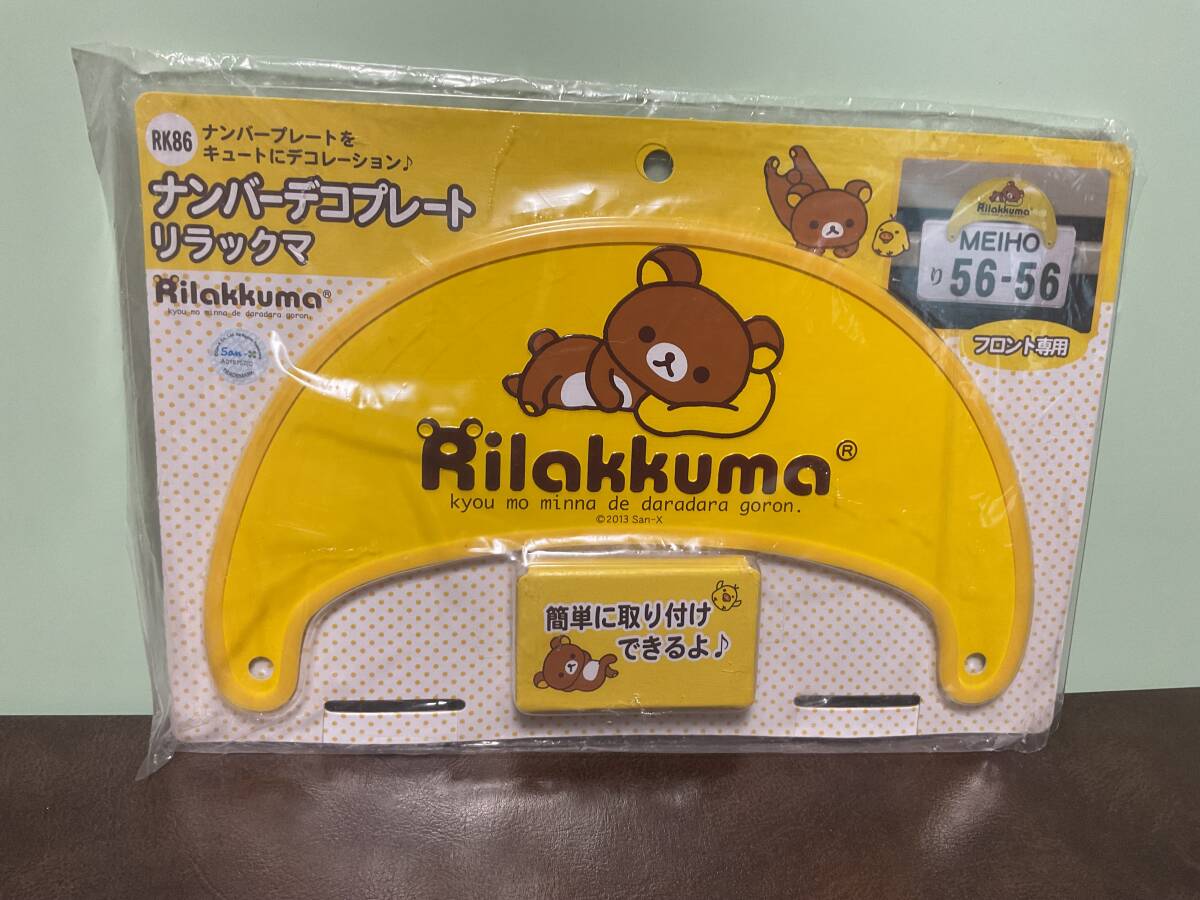 RK86
ナンバープレートを
キュートにデコレーション♪
ナンバーデコプレート
リラックマ
Rilakkuma®
kyou mo minna de daradara goron.
San-X
Rilakkuma
MEIHO
り 56-56
フロント専用
Rilakkuma®
kyou mo minna de daradara goron.
©2013 San-X
簡単に取り付け
できるよ♪